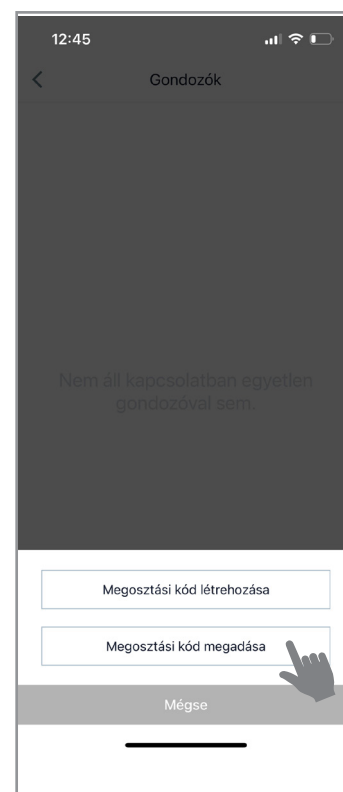 12:45
Gondozók
Nem áll kapcsolatban egyetlen
gondozóval sem.
Megosztási kód létrehozása
Megosztási kód megadása
Mégse